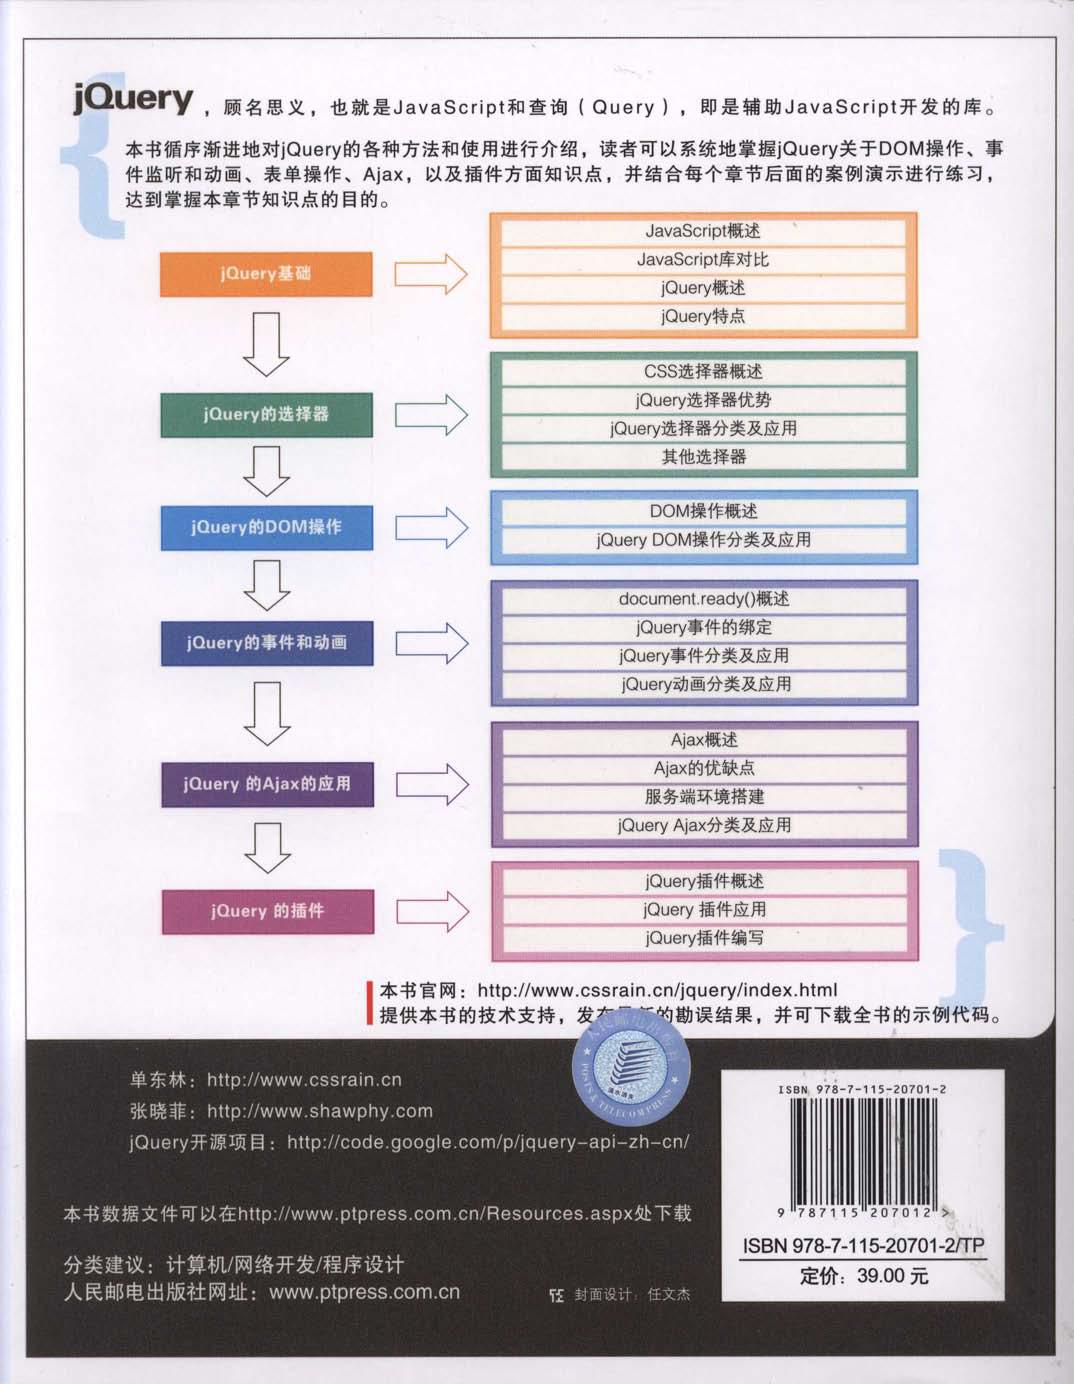 jQuery，顾名思义，也就是JavaScript和查询（Query），即是辅助JavaScript开发的库。
本书循序渐进地对jQuery的各种方法和使用进行介绍，读者可以系统地掌握jQuery关于DOM操作、事
件监听和动画、表单操作、Ajax，以及插件方面知识点，并结合每个章节后面的案例演示进行练习，
达到掌握本章节知识点的目的。
jQuery基础
JavaScript概述
JavaScript库对比
jQuery概述
jQuery特点
jQuery的选择器
CSS选择器概述
jQuery选择器优势
jQuery选择器分类及应用
其他选择器
jQuery的DOM操作
DOM操作概述
jQuery DOM操作分类及应用
jQuery的事件和动画
document.ready()概述
jQuery事件的绑定
jQuery事件分类及应用
jQuery动画分类及应用
jQuery 的Ajax的应用
Ajax概述
Ajax的优缺点
服务端环境搭建
jQuery Ajax分类及应用
jQuery 的插件
jQuery插件概述
jQuery 插件应用
jQuery插件编写
本书官网：http://www.cssrain.cn/jquery/index.html
提供本书的技术支持，发布最新的勘误结果，并可下载全书的示例代码。
人民邮电出版社
POSTS & TELECOM PRESS
单东林：http://www.cssrain.cn
张晓菲：http://www.shawphy.com
jQuery开源项目：http://code.google.com/p/jquery-api-zh-cn/
本书数据文件可以在http://www.ptpress.com.cn/Resources.aspx处下载
分类建议：计算机/网络开发/程序设计
人民邮电出版社网址：www.ptpress.com.cn
封面设计：任文杰
ISBN 978-7-115-20701-2
9 787115 207012 >
ISBN 978-7-115-20701-2/TP
定价：39.00 元